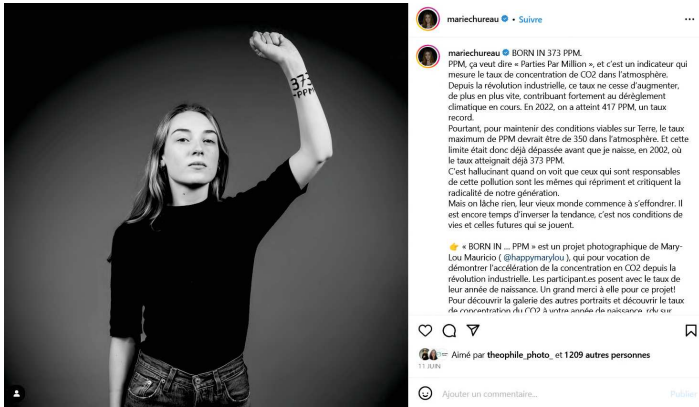 373
-PPM-
mariechureau • Suivre
mariechureau BORN IN 373 PPM.
PPM, ça veut dire « Parties Par Million », et c'est un indicateur qui
mesure le taux de concentration de CO2 dans l'atmosphère.
Depuis la révolution industrielle, ce taux ne cesse d'augmenter,
de plus en plus vite, contribuant fortement au dérèglement
climatique en cours. En 2022, on a atteint 417 PPM, un taux
record.
Pourtant, pour maintenir des conditions viables sur Terre, le taux
maximum de PPM devrait être de 350 dans l'atmosphère. Et cette
limite était donc déjà dépassée avant que je naisse, en 2002, où
le taux atteignait déjà 373 PPM.
C'est hallucinant quand on voit que ceux qui sont responsables
de cette pollution sont les mêmes qui répriment et critiquent la
radicalité de notre génération.
Mais on lâche rien, leur vieux monde commence à s'effondrer. Il
est encore temps d'inverser la tendance, c'est nos conditions de
vies et celles futures qui se jouent.
👉 « BORN IN ... PPM » est un projet photographique de Mary-
Lou Mauricio ( @happymarylou ), qui pour vocation de
démontrer l'accélération de la concentration en CO2 depuis la
révolution industrielle. Les participant.es posent avec le taux de
leur année de naissance. Un grand merci à elle pour ce projet!
Pour découvrir la galerie des autres portraits et découvrir le taux
de concentration du CO2 à votre année de naissance, rdv sur
Aimé par theophile_photo_ et 1209 autres personnes
11 JUIN
Ajouter un commentaire...
Publier